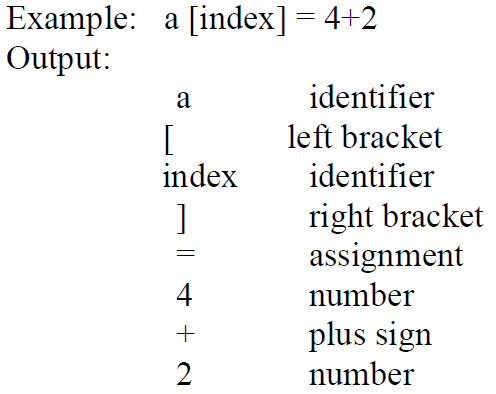 Example: a [index] = 4+2
Output:
a identifier
[ left bracket
index identifier
] right bracket
= assignment
4 number
+ plus sign
2 number